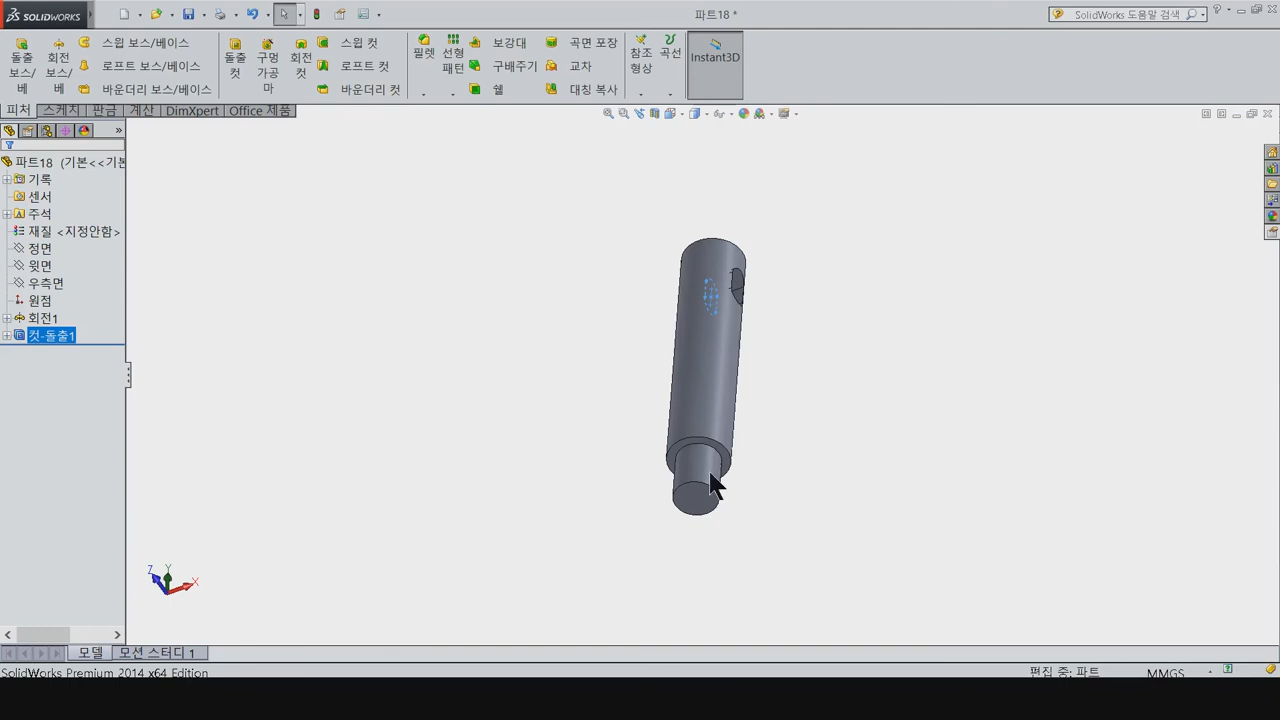 SOLIDWORKS
파트18 *
SolidWorks 도움말 검색
돌출 보스/베
회전 보스/베
스윕 보스/베이스
로프트 보스/베이스
바운더리 보스/베이스
돌출 컷
구멍 가공 마
회전 컷
스윕 컷
로프트 컷
바운더리 컷
필렛
선형 패턴
보강대
구배주기
쉘
곡면 포장
교차
대칭 복사
참조 형상
곡선
Instant3D
피처 스케치 판금 계산 DimXpert Office 제품
파트18 (기본<<기본
기록
센서
주석
재질 <지정안함>
정면
윗면
우측면
원점
회전1
컷-돌출1
Z Y X
모델 모션 스터디 1
SolidWorks Premium 2014 x64 Edition
편집 중: 파트
MMGS